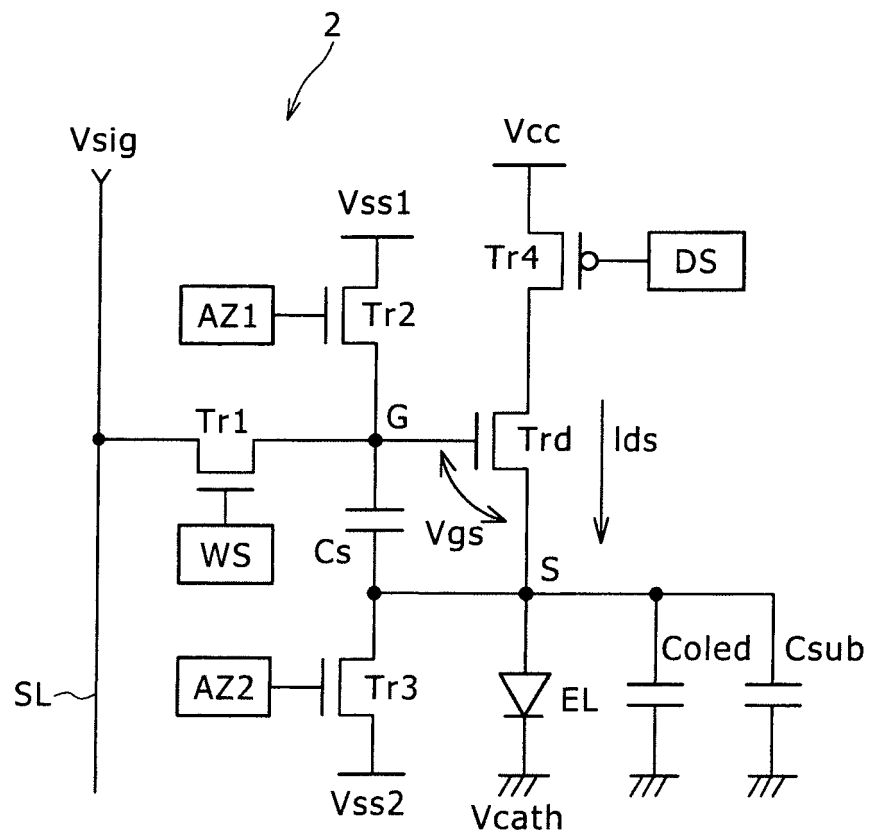 2
Vsig
Vcc
Vss1
Tr4
DS
AZ1
Tr2
Tr1
G
Trd
Ids
WS
Cs
Vgs
S
Coled
Csub
SL
AZ2
Tr3
EL
Vss2
Vcath